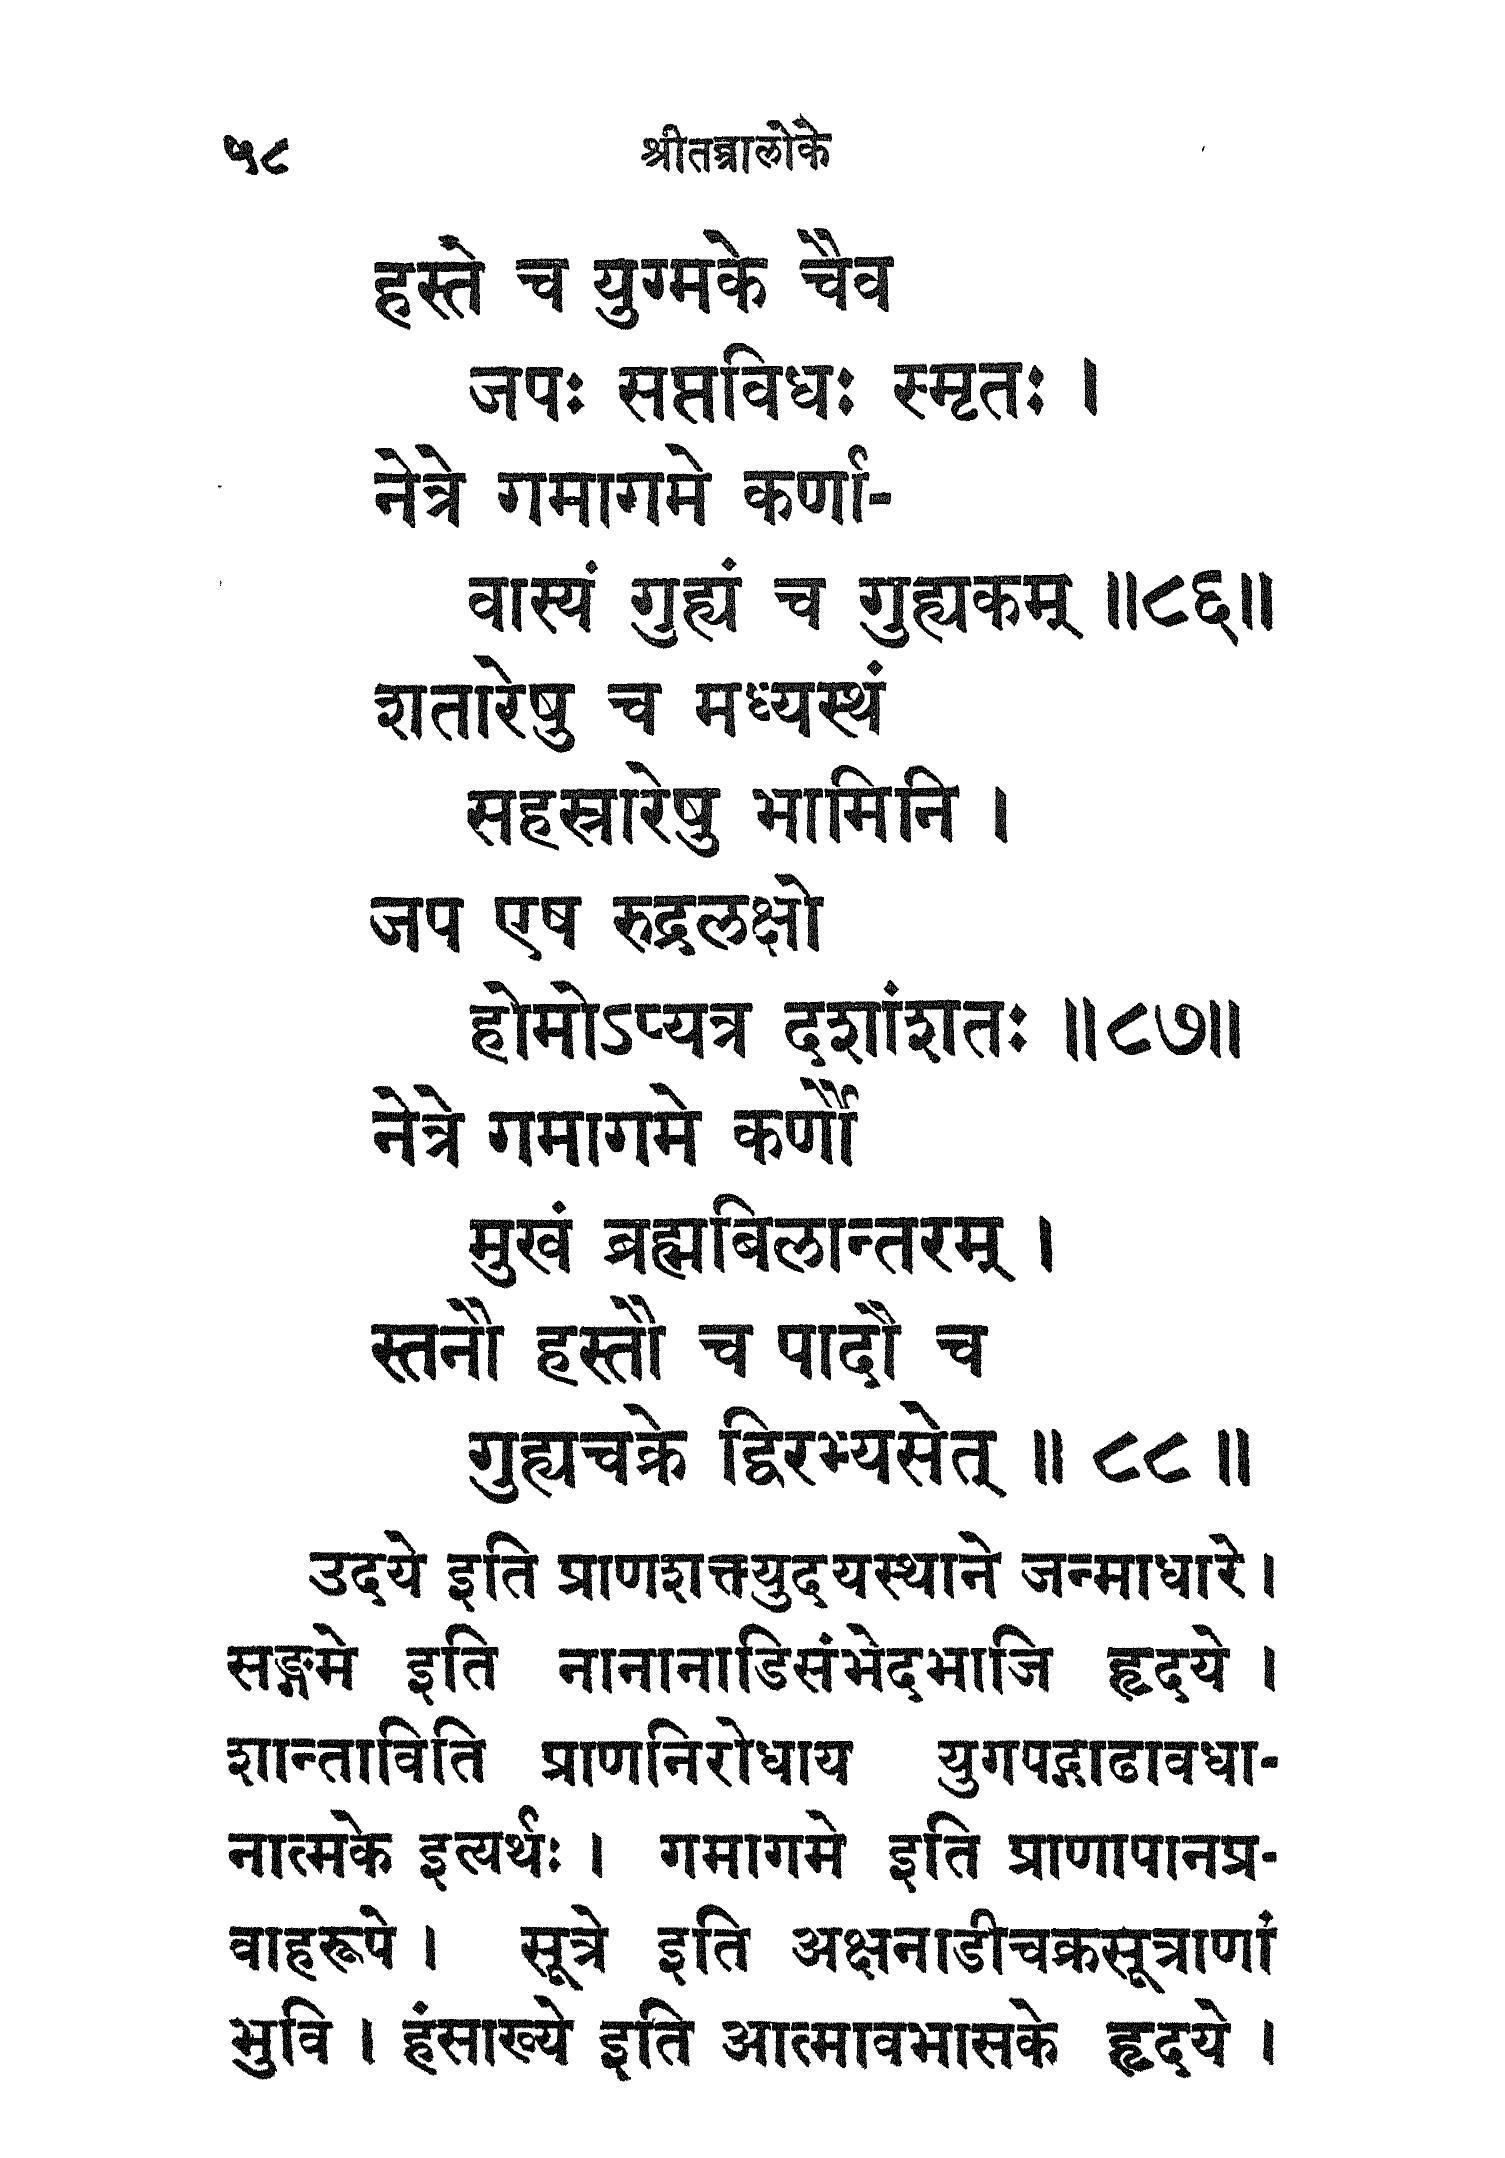 ५८ श्रीतन्त्रालोके
हस्ते च युग्मके चैव
जपः सप्तविधः स्मृतः ।
नेत्रे गमागमे कर्णा-
वास्यं गुह्यं च गुह्यकम् ॥८६॥
शतारेषु च मध्यस्थं
सहस्रारेषु भामिनि ।
जप एष रुद्रलक्षो
होमोऽप्यत्र दशांशतः ॥८७॥
नेत्रे गमागमे कर्णौ
मुखं ब्रह्मबिलान्तरम् ।
स्तनौ हस्तौ च पादौ च
गुह्यचक्रे द्विरभ्यसेत् ॥ ८८ ॥
उदये इति प्राणशक्त्युदयस्थाने जन्माधारे ।
सङ्गमे इति नानानाडिसंभेदभाजि हृदये ।
शान्ताविति प्राणनिरोधाय युगपद्गाढावधा-
नात्मके इत्यर्थः । गमागमे इति प्राणापानप्र-
वाहरूपे । सूत्रे इति अक्षनाडीचक्रसूत्राणां
भुवि । हंसाख्ये इति आत्मावभासके हृदये ।